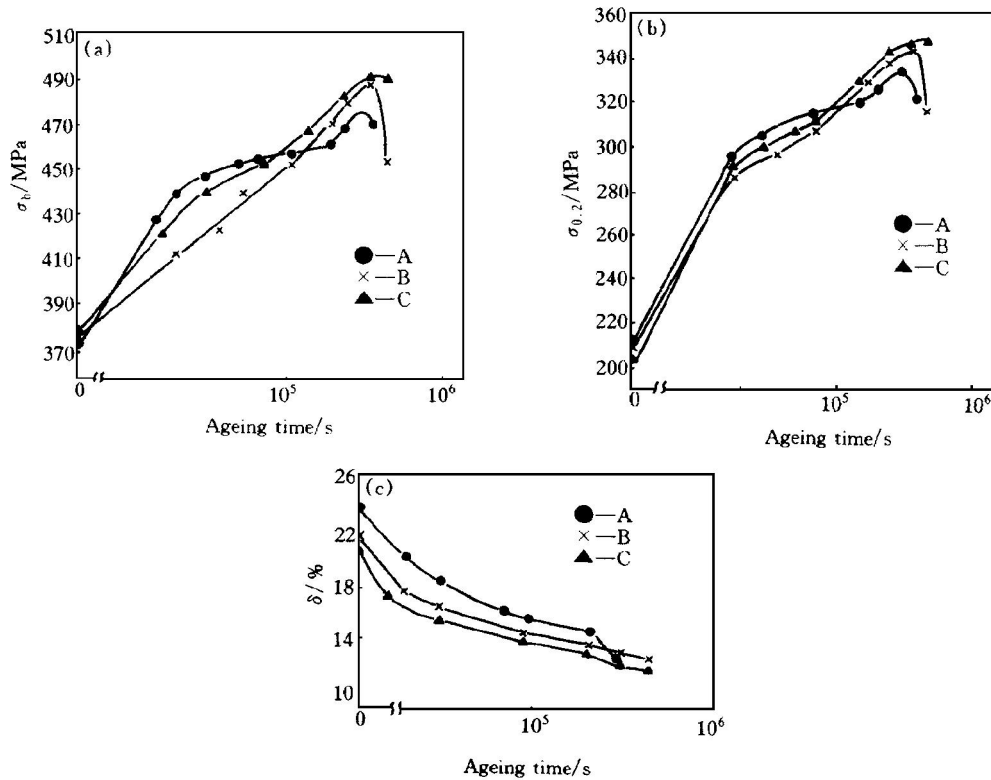 (a)
510
490
470
450
430
410
390
370
σb/MPa
A
B
C
0
10^5
10^6
Ageing time/s
(b)
360
340
320
300
280
260
240
220
200
σ0.2/MPa
A
B
C
0
10^5
10^6
Ageing time/s
(c)
26
22
18
14
10
δ/%
A
B
C
0
10^5
10^6
Ageing time/s